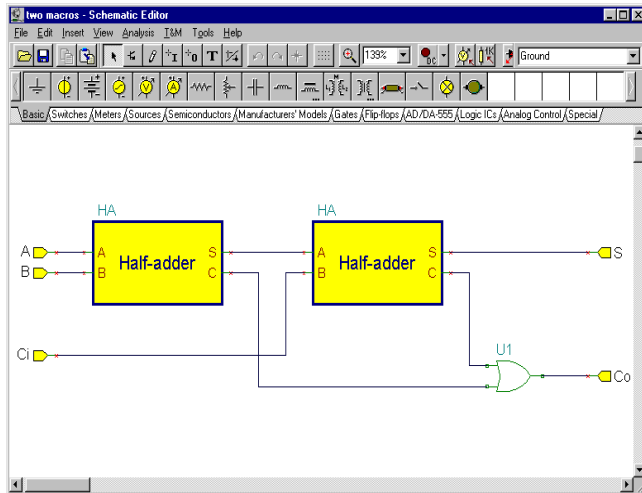 two macros - Schematic Editor
File Edit Insert View Analysis T&M Tools Help
T 139% DC 1K Ground
V A M
Basic Switches Meters Sources Semiconductors Manufacturers' Models Gates Flip-flops AD/DA-555 Logic ICs Analog Control Special
HA HA
A A S A S S
Half-adder Half-adder
B B C B C
Ci
U1
Co